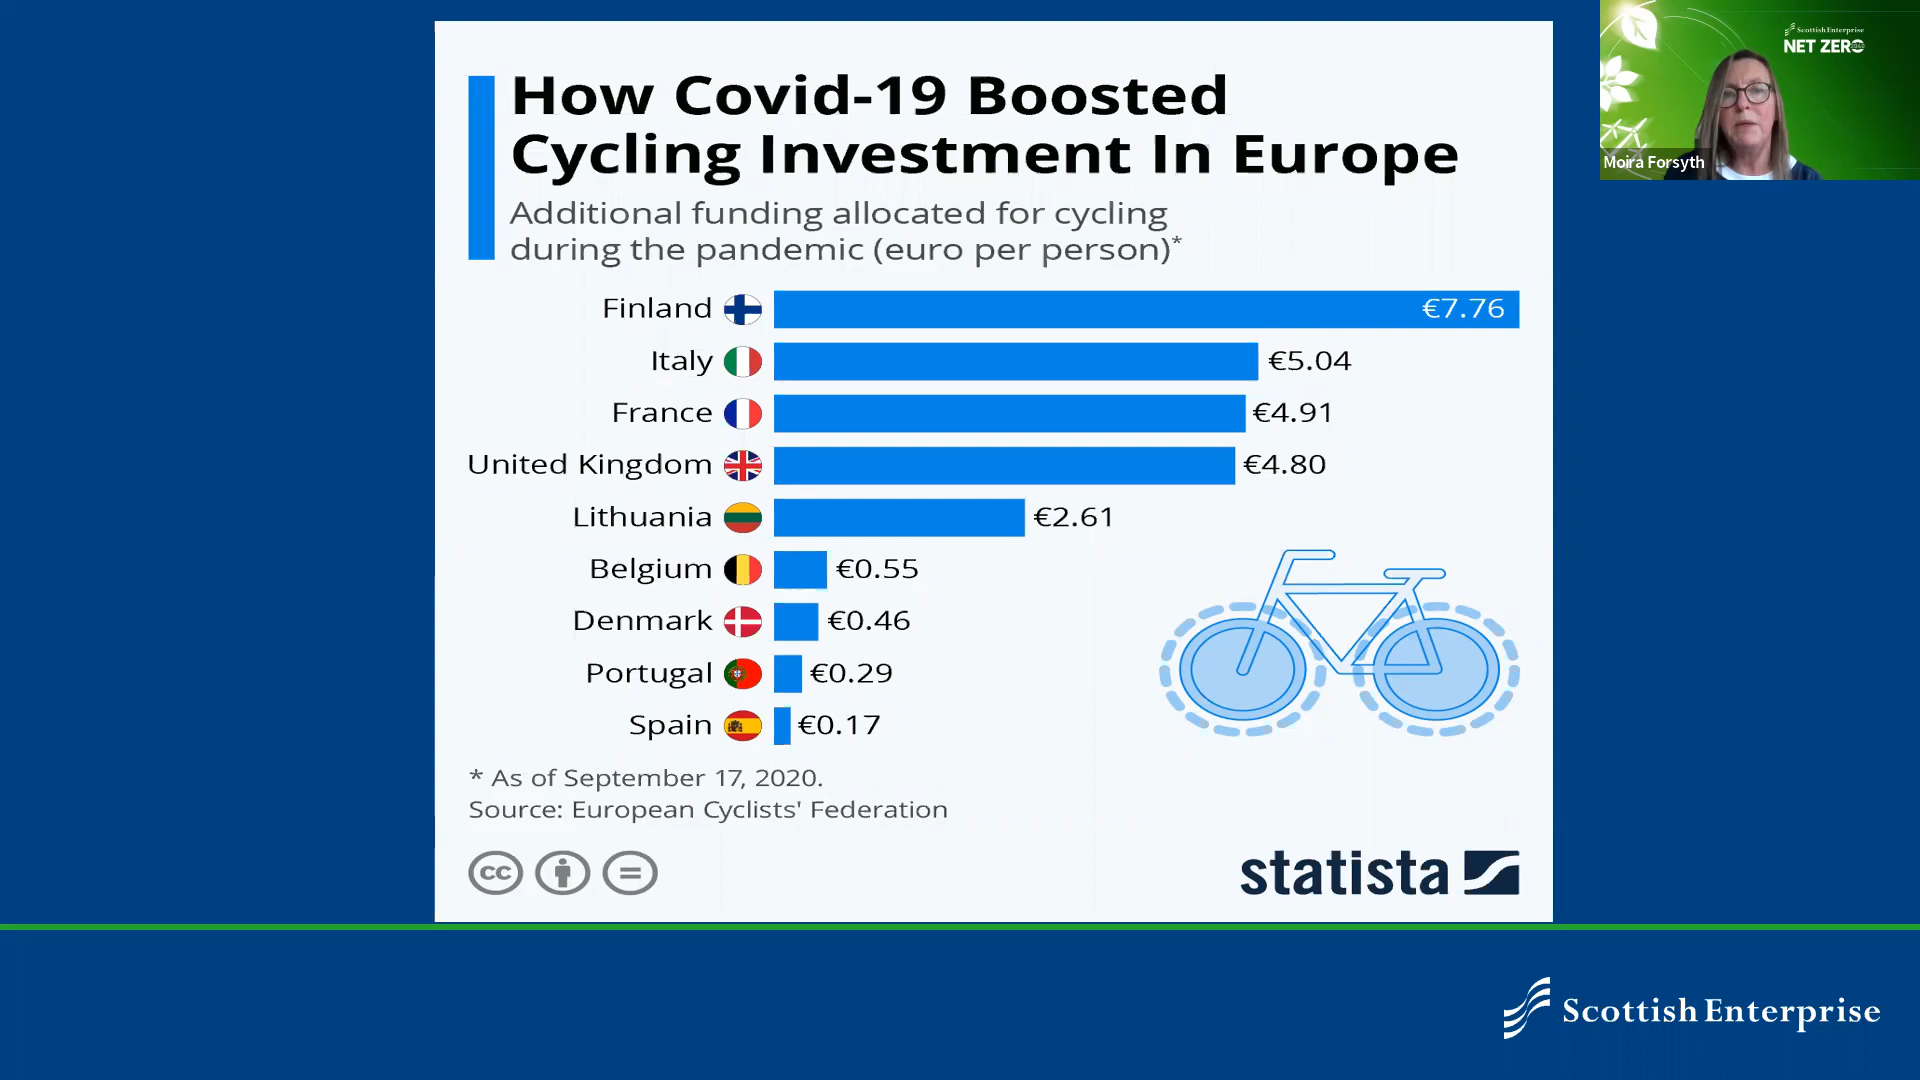 How Covid-19 Boosted
Cycling Investment In Europe
Additional funding allocated for cycling
during the pandemic (euro per person)*
Finland €7.76
Italy €5.04
France €4.91
United Kingdom €4.80
Lithuania €2.61
Belgium €0.55
Denmark €0.46
Portugal €0.29
Spain €0.17
* As of September 17, 2020.
Source: European Cyclists' Federation
cc
statista
Scottish Enterprise
NET ZERO
Moira Forsyth
Scottish Enterprise